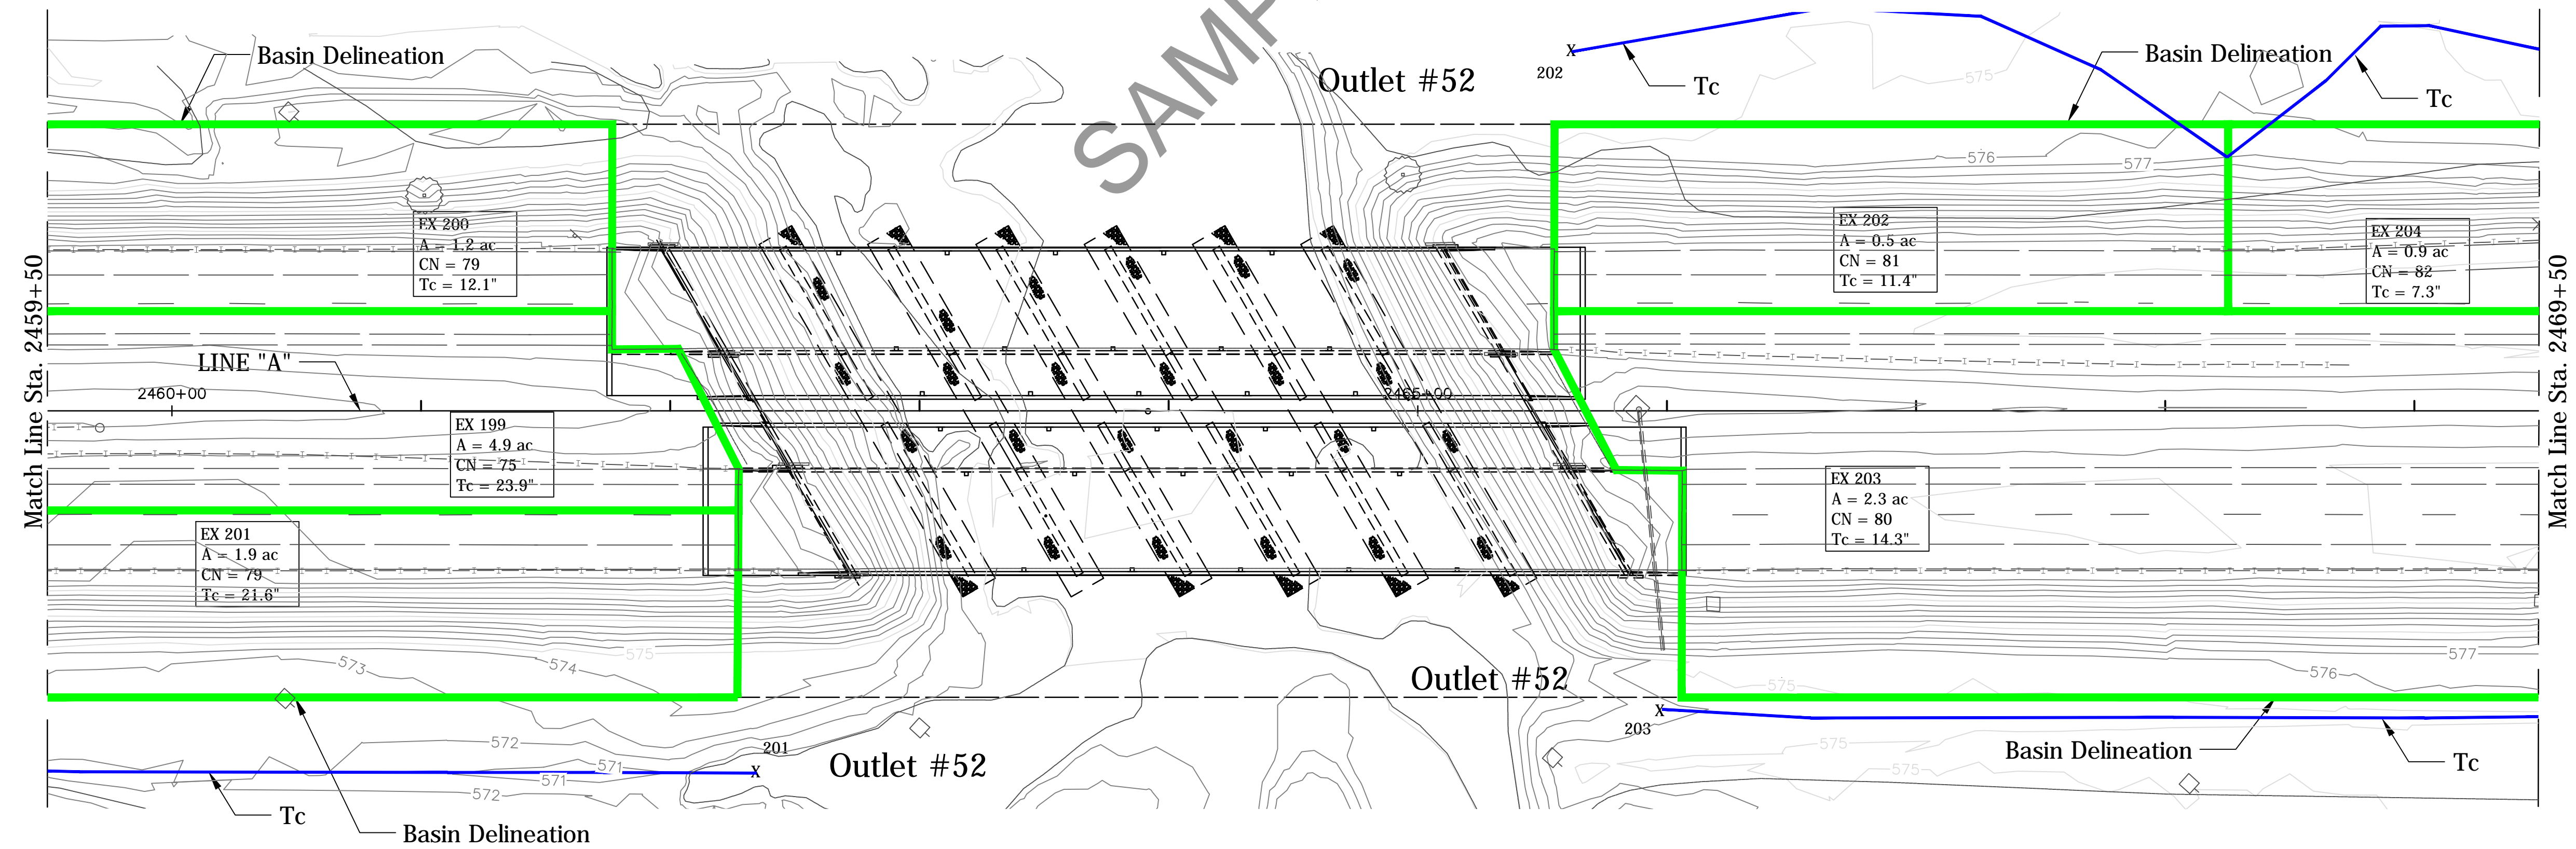 SAMP
Basin Delineation
Outlet #52
202
Tc
Basin Delineation
Tc
575
576
577
EX 200
A = 1.2 ac
CN = 79
Tc = 12.1"
EX 202
A = 0.5 ac
CN = 81
Tc = 11.4"
EX 204
A = 0.9 ac
CN = 82
Tc = 7.3"
Match Line Sta. 2459+50
Match Line Sta. 2469+50
LINE "A"
2460+00
2465+00
EX 199
A = 4.9 ac
CN = 75
Tc = 23.9"
EX 203
A = 2.3 ac
CN = 80
Tc = 14.3"
EX 201
A = 1.9 ac
CN = 79
Tc = 21.6"
573
574
575
577
576
575
Outlet #52
203
201
Outlet #52
572
571
571
572
575
575
Basin Delineation
Tc
Tc
Basin Delineation
X
X
X